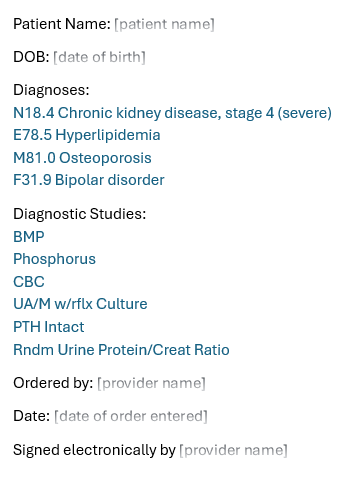 Patient Name: [patient name]
DOB: [date of birth]
Diagnoses:
N18.4 Chronic kidney disease, stage 4 (severe)
E78.5 Hyperlipidemia
M81.0 Osteoporosis
F31.9 Bipolar disorder
Diagnostic Studies:
BMP
Phosphorus
CBC
UA/M w/rflx Culture
PTH Intact
Rndm Urine Protein/Creat Ratio
Ordered by: [provider name]
Date: [date of order entered]
Signed electronically by [provider name]